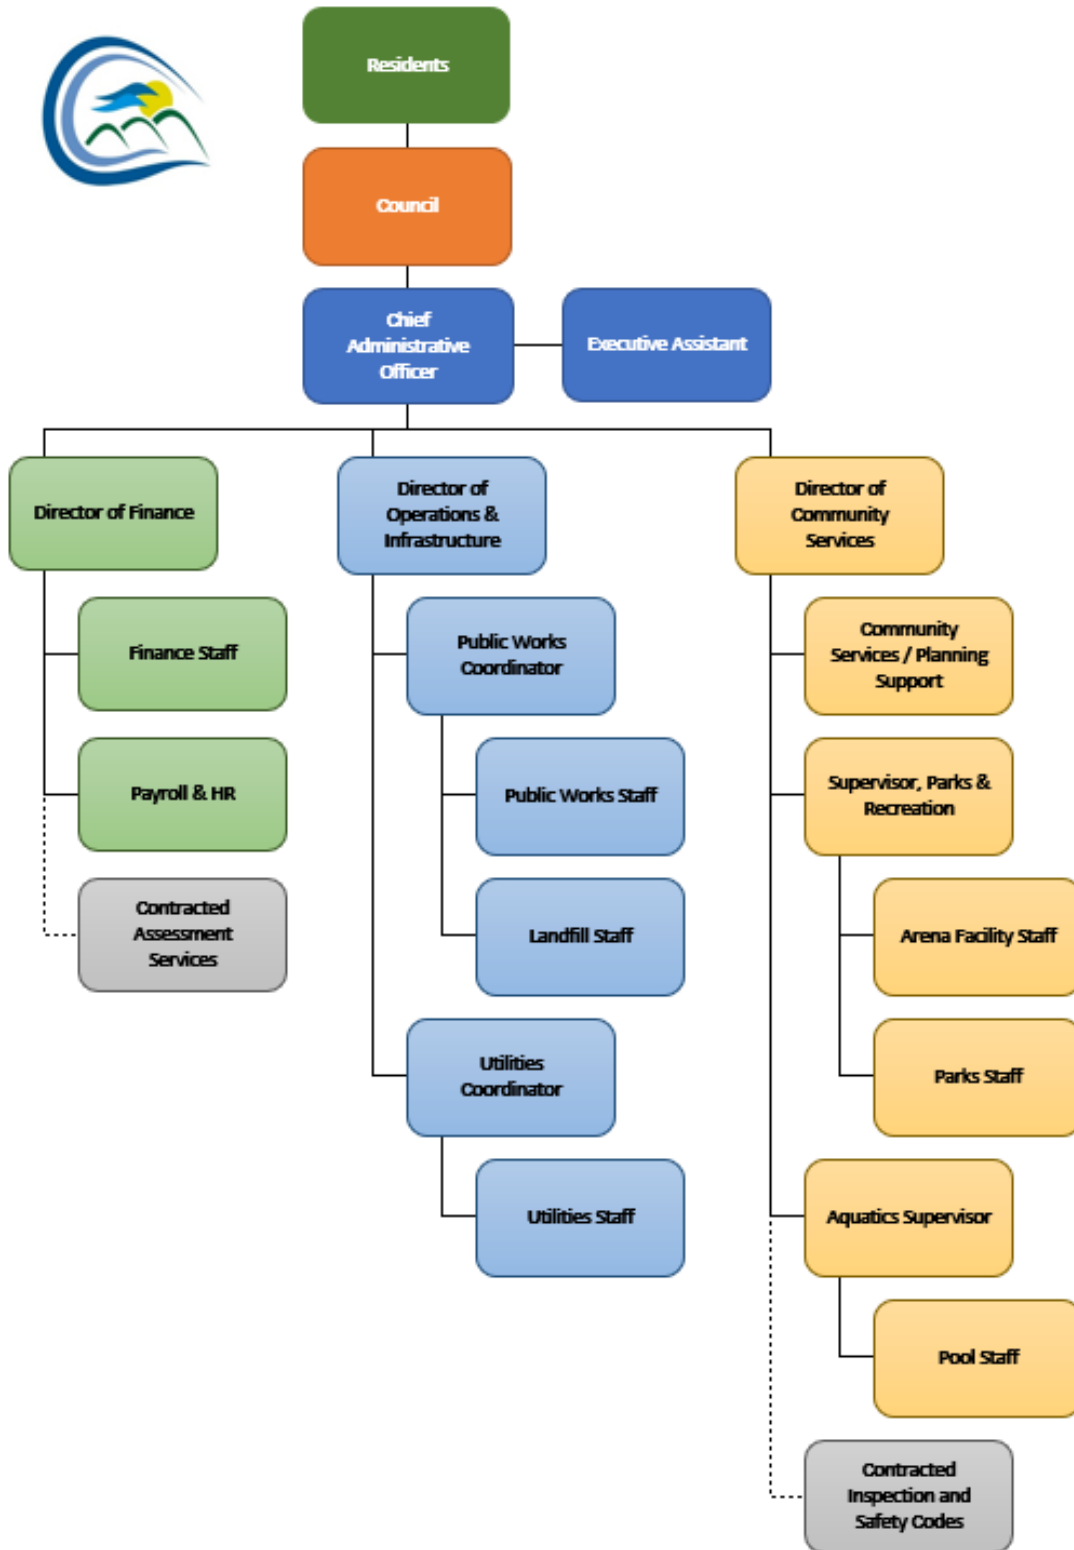 Residents
Council
Chief
Administrative
Officer
Executive Assistant
Director of Finance
Finance Staff
Payroll & HR
Contracted
Assessment
Services
Director of
Operations &
Infrastructure
Public Works
Coordinator
Public Works Staff
Landfill Staff
Utilities
Coordinator
Utilities Staff
Director of
Community
Services
Community
Services / Planning
Support
Supervisor, Parks &
Recreation
Arena Facility Staff
Parks Staff
Aquatics Supervisor
Pool Staff
Contracted
Inspection and
Safety Codes